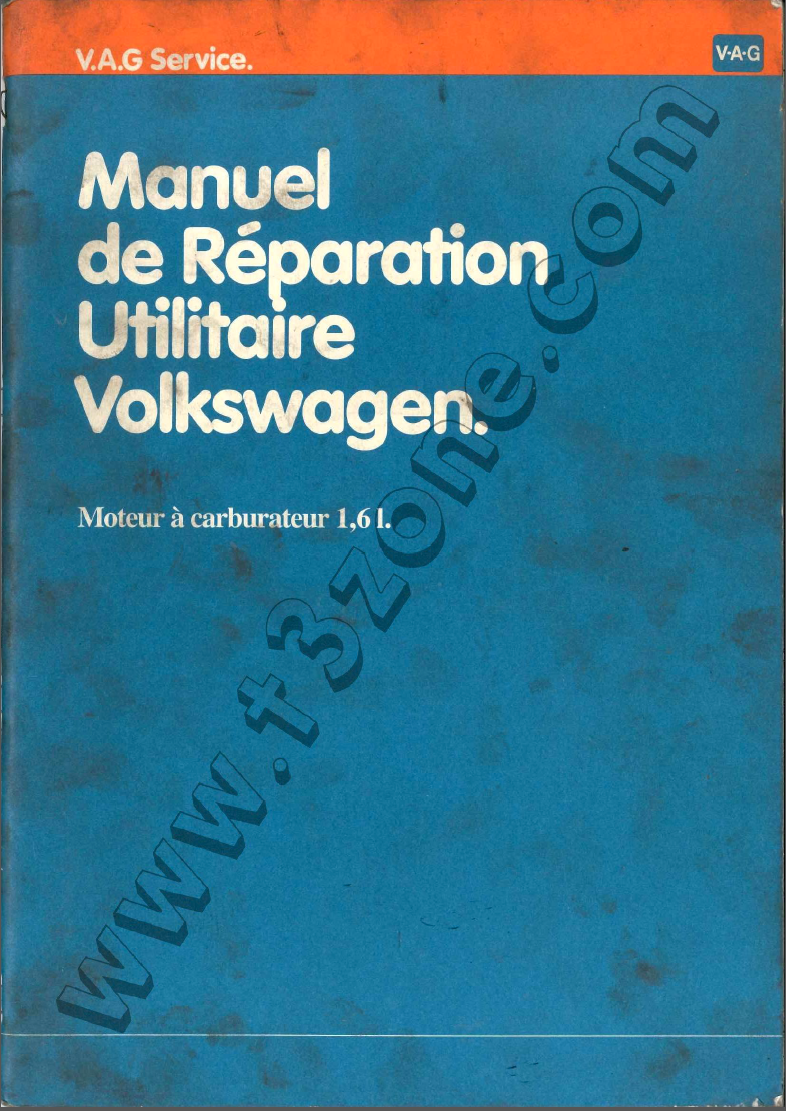 V.A.G Service.
V·A·G
Manuel
de Réparation
Utilitaire
Volkswagen.
Moteur à carburateur 1,6 l.
www.t3zone.com